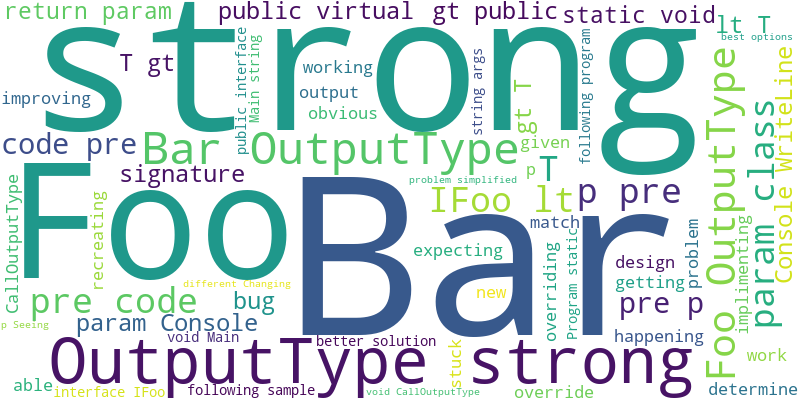 return param
public virtual
gt public
static void
lt T
best options
strong
T gt
public interface
Main string
working
string args
following program
improving
output
obvious
gt T
OutputType
WriteLine
code pre
Bar OutputType
given
T
p
signature
problem simplified
Foo
Bar
IFoo lt
p pre
CallOutputType
recreating
match
param class
Console
expecting
overriding
Program static
design
problem
implimenting
getting
different Changing
new
pre code
bug
pre p
Foo OutputType
param Console
p Seeing
void Main
better solution
happening
work
OutputType strong
stuck
able
interface IFoo
following sample
void CallOutputType
override
determine